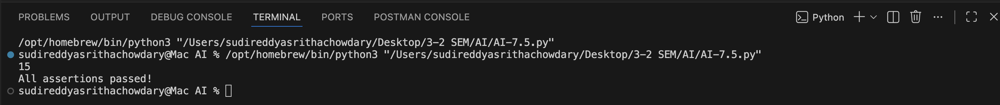 PROBLEMS OUTPUT DEBUG CONSOLE TERMINAL PORTS POSTMAN CONSOLE Python
/opt/homebrew/bin/python3 "/Users/sudireddyasrithachowdary/Desktop/3-2 SEM/AI/AI-7.5.py"
sudireddyasrithachowdary@Mac AI % /opt/homebrew/bin/python3 "/Users/sudireddyasrithachowdary/Desktop/3-2 SEM/AI/AI-7.5.py"
15
All assertions passed!
sudireddyasrithachowdary@Mac AI %